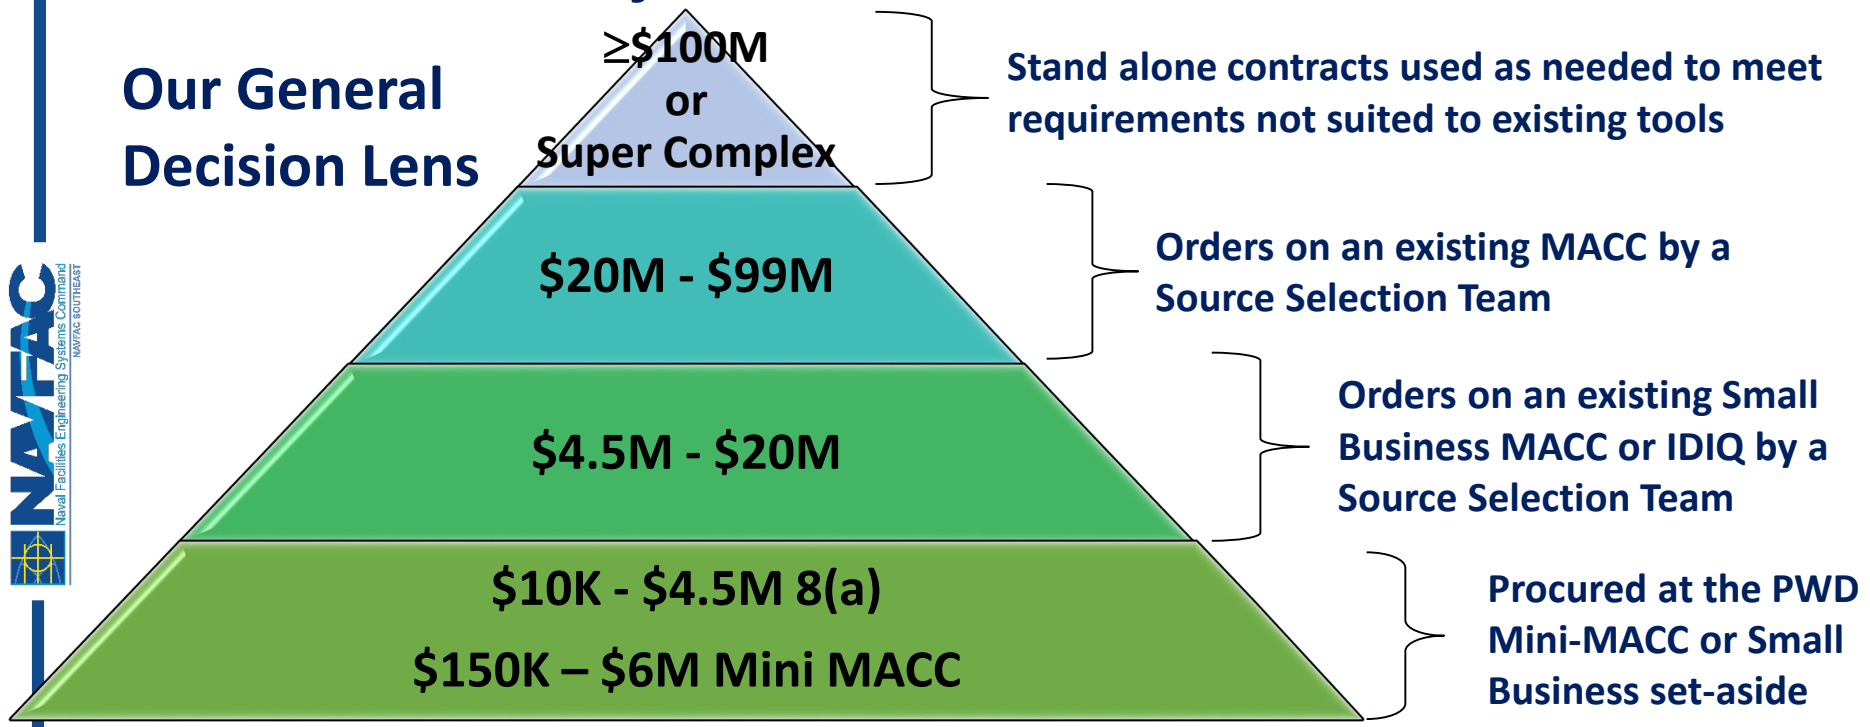 Our General
Decision Lens
≥$100M
or
Super Complex
Stand alone contracts used as needed to meet
requirements not suited to existing tools
$20M - $99M
Orders on an existing MACC by a
Source Selection Team
$4.5M - $20M
Orders on an existing Small
Business MACC or IDIQ by a
Source Selection Team
$10K - $4.5M 8(a)
$150K – $6M Mini MACC
Procured at the PWD
Mini-MACC or Small
Business set-aside
NAVFAC
Naval Facilities Engineering Systems Command
NAVFAC SOUTHEAST